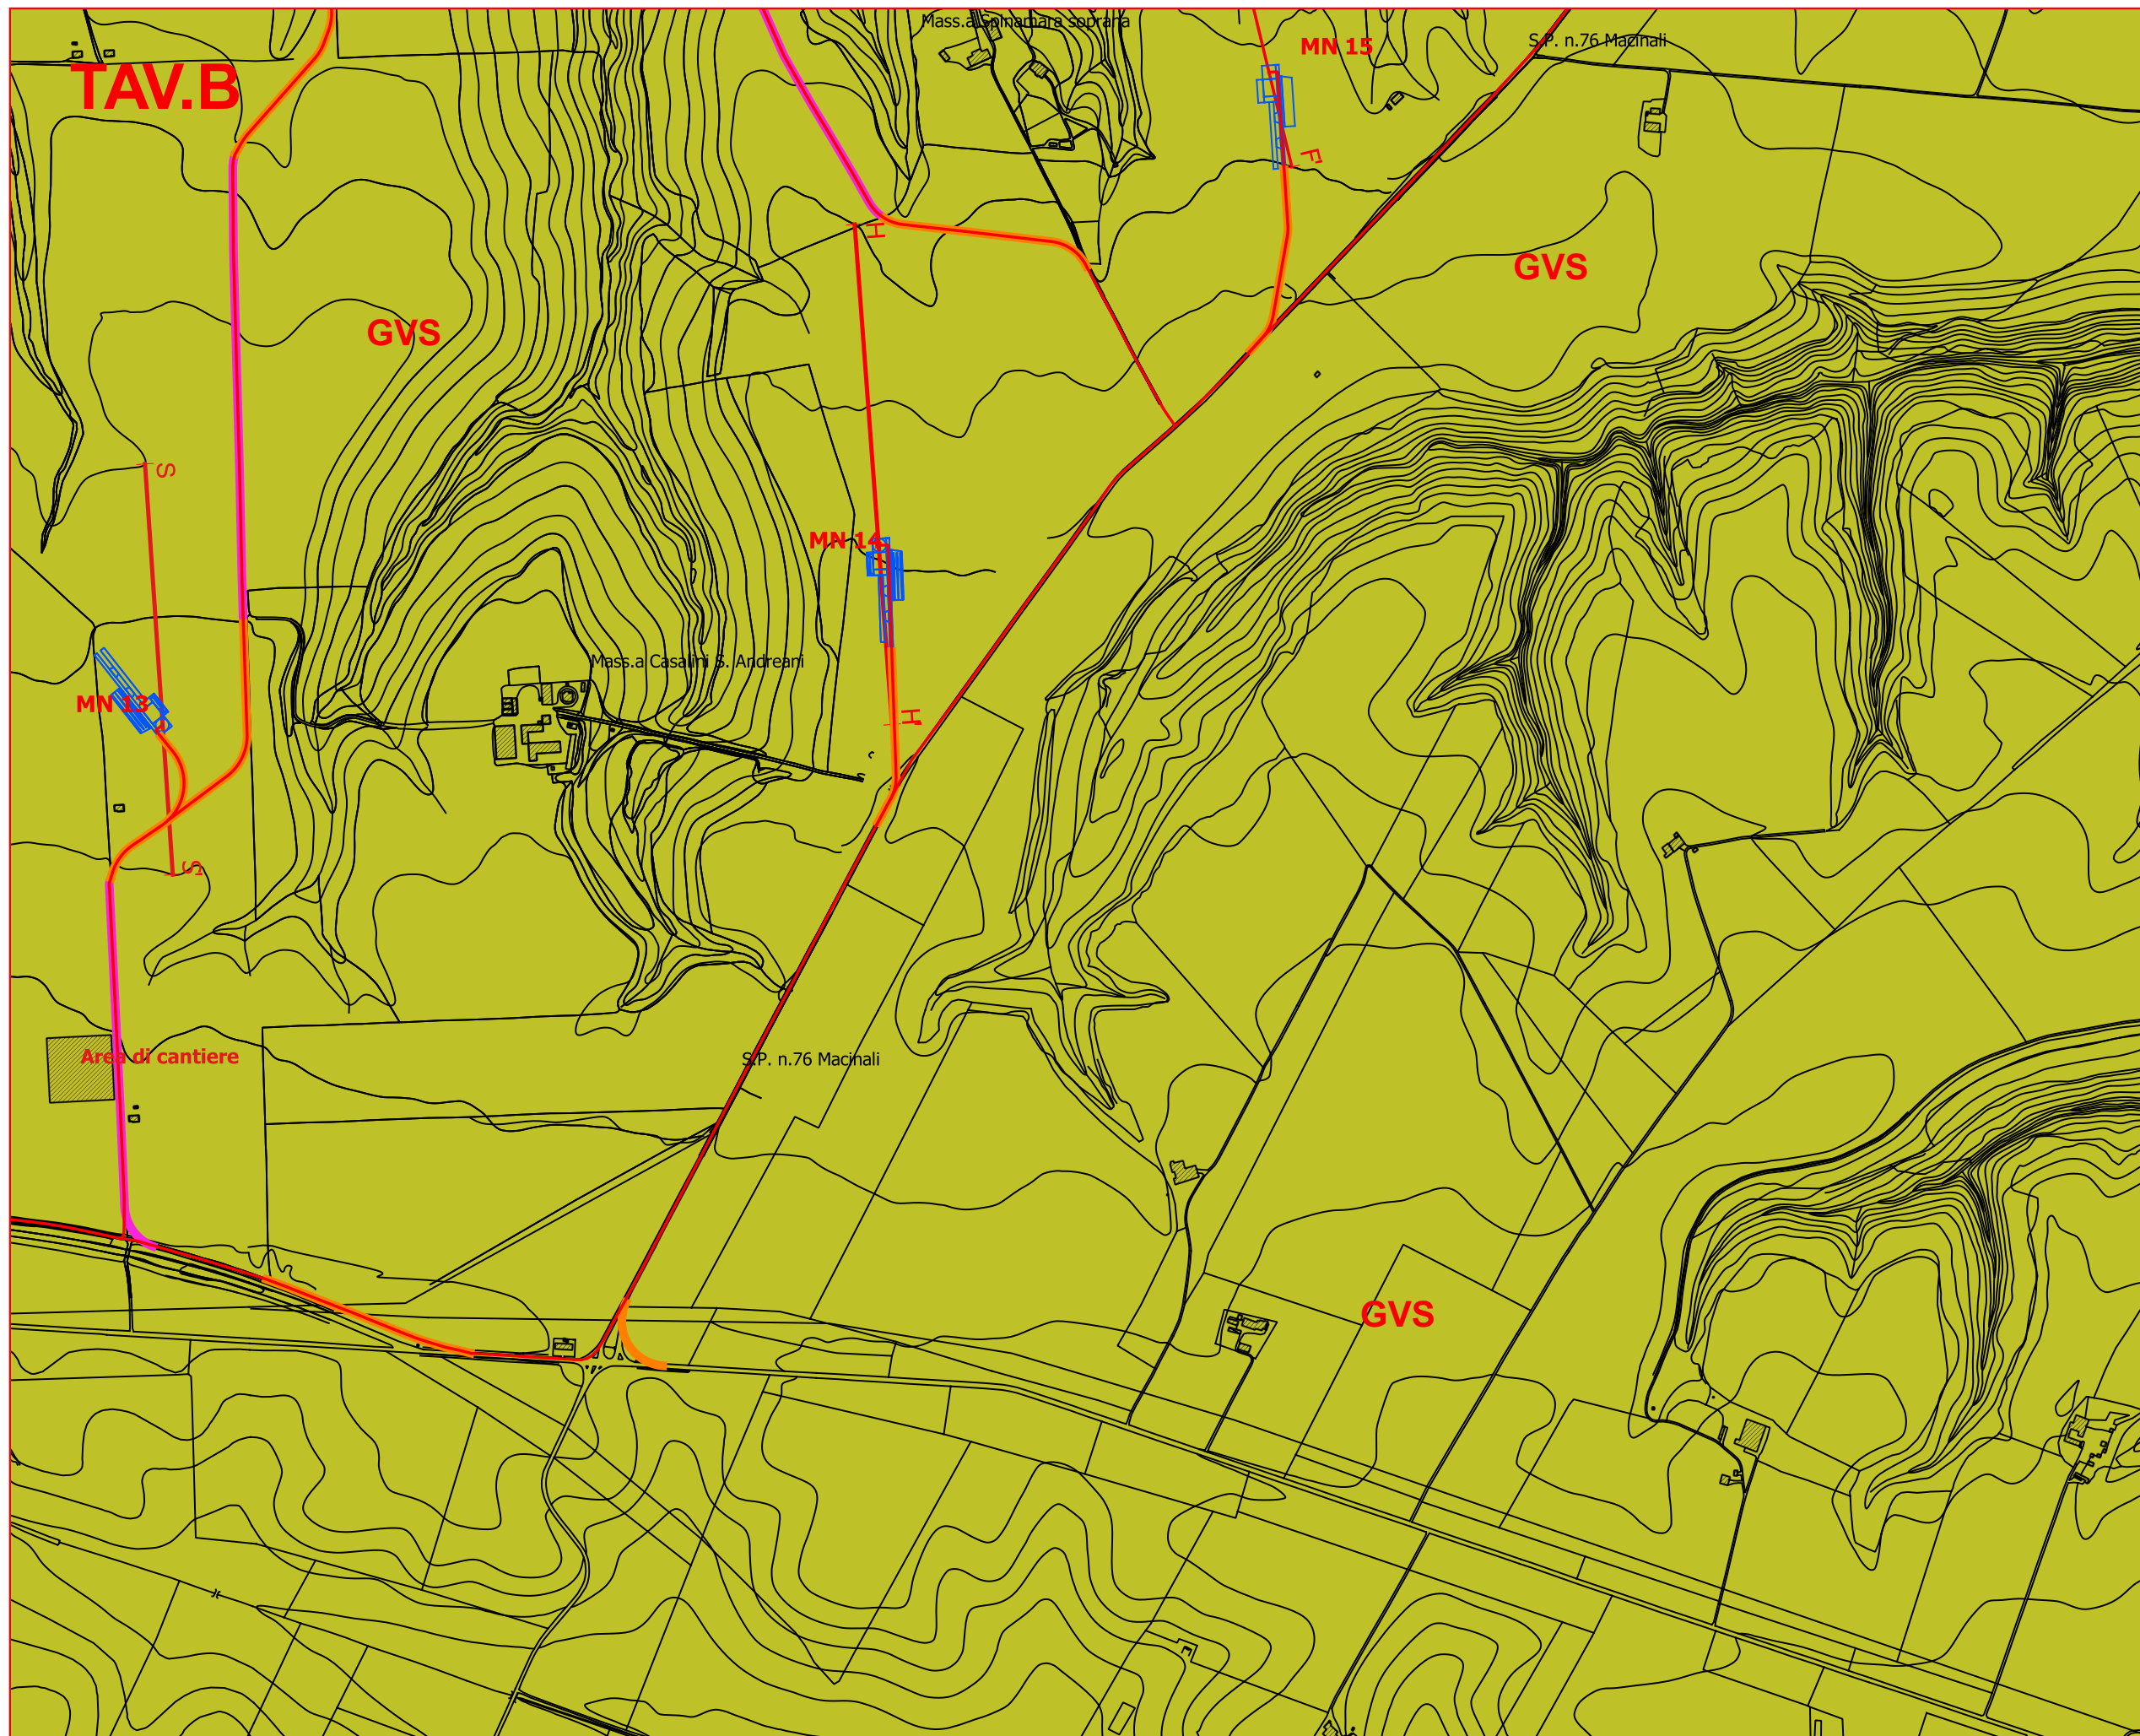 Mass.a Spinamara soprana
S.P. n.76 Macinali
MN 15
TAV.B
F'
H
GVS
GVS
S
MN 14
Mass.a Casalini S. Andreani
MN 13
H'
S'
Area di cantiere
S.P. n.76 Macinali
GVS